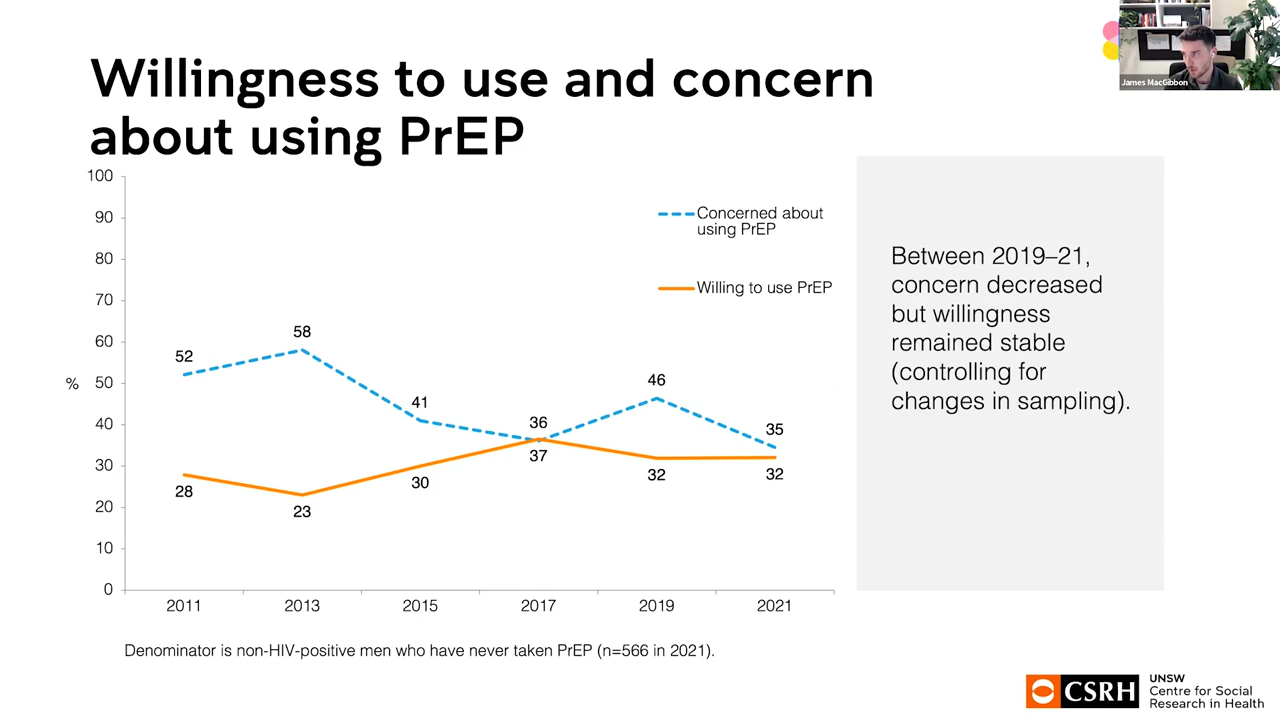 Willingness to use and concern
about using PrEP
James MacGibbon
100
90
80
70
60
50
40
30
20
10
0
%
Concerned about
using PrEP
Willing to use PrEP
52
58
41
36
46
35
28
23
30
37
32
32
2011 2013 2015 2017 2019 2021
Between 2019–21,
concern decreased
but willingness
remained stable
(controlling for
changes in sampling).
Denominator is non-HIV-positive men who have never taken PrEP (n=566 in 2021).
CSRH
UNSW
Centre for Social
Research in Health